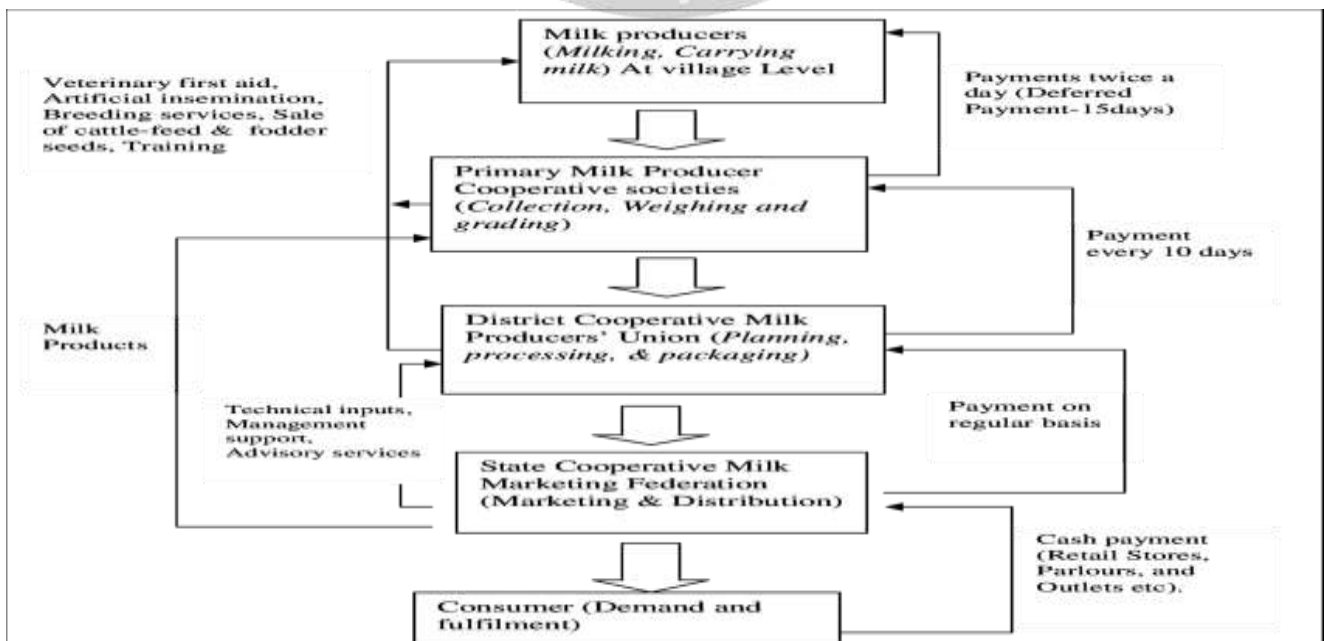 Milk producers
(Milking, Carrying
milk) At village Level
Veterinary first aid,
Artificial insemination,
Breeding services, Sale
of cattle-feed & fodder
seeds, Training
Payments twice a
day (Deferred
Payment-15days)
Primary Milk Producer
Cooperative societies
(Collection, Weighing and
grading)
Payment
every 10 days
Milk
Products
District Cooperative Milk
Producers' Union (Planning,
processing, & packaging)
Technical inputs,
Management
support,
Advisory services
Payment on
regular basis
State Cooperative Milk
Marketing Federation
(Marketing & Distribution)
Cash payment
(Retail Stores,
Parlours, and
Outlets etc).
Consumer (Demand and
fulfilment)